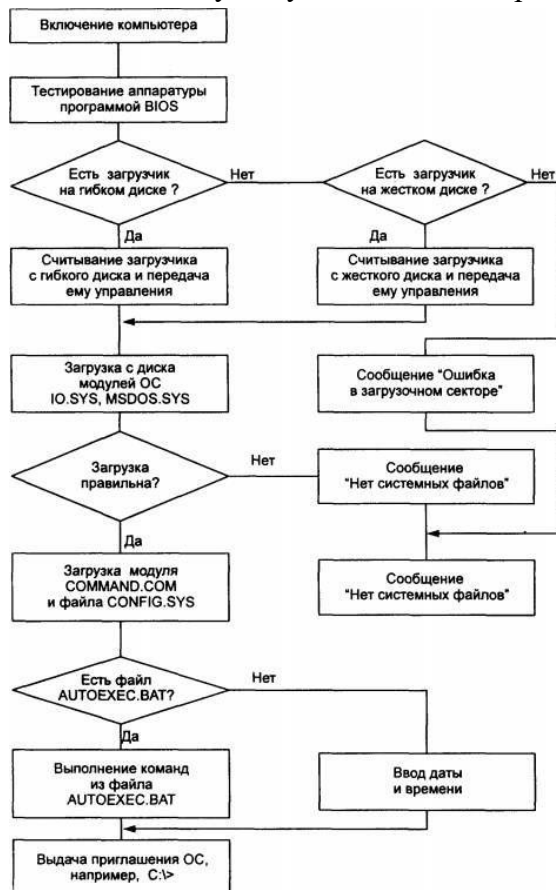 Включение компьютера
Тестирование аппаратуры
программой BIOS
Есть загрузчик
на гибком диске ?
Нет
Есть загрузчик
на жестком диске ?
Нет
Да
Да
Считывание загрузчика
с гибкого диска и передача
ему управления
Считывание загрузчика
с жесткого диска и передача
ему управления
Загрузка с диска
модулей ОС
IO.SYS, MSDOS.SYS
Сообщение "Ошибка
в загрузочном секторе"
Загрузка
правильна?
Нет
Сообщение
"Нет системных файлов"
Да
Загрузка модуля
COMMAND.COM
и файла CONFIG.SYS
Сообщение
"Нет системных файлов"
Есть файл
AUTOEXEC.BAT?
Нет
Да
Выполнение команд
из файла
AUTOEXEC.BAT
Ввод даты
и времени
Выдача приглашения ОС,
например, C:\>